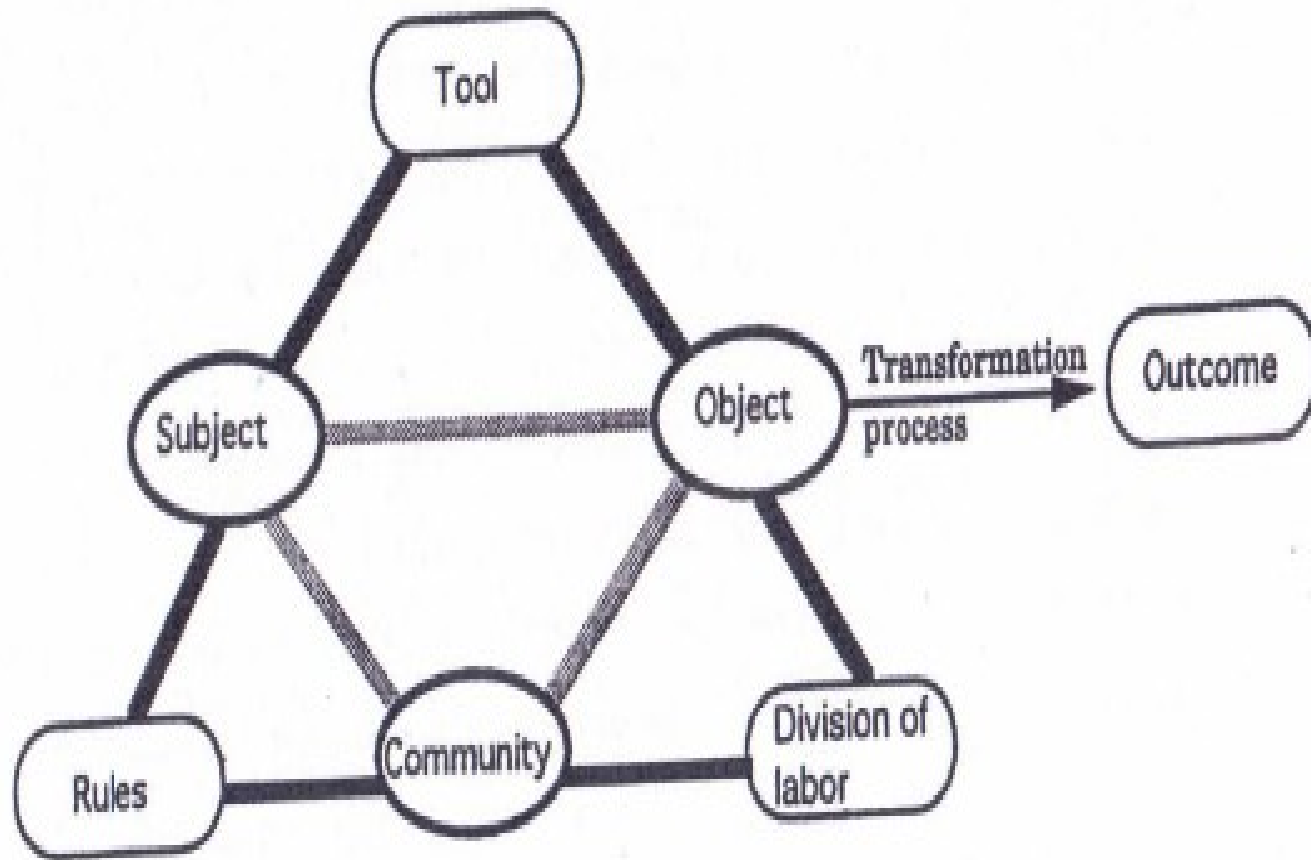 Tool
Subject
Object
Transformation
process
Outcome
Rules
Community
Division of
labor